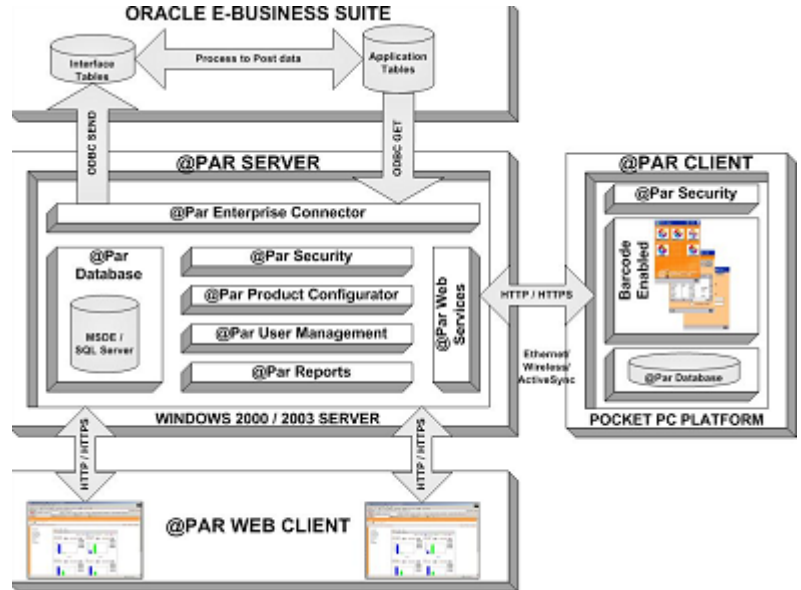 ORACLE E-BUSINESS SUITE
Interface
Tables
Process to Post data
Application
Tables
ODBC SEND
ODBC GET
@PAR SERVER
@Par Enterprise Connector
@Par
Database
MSDE /
SQL Server
@Par Security
@Par Product Configurator
@Par User Management
@Par Reports
@Par Web
Services
WINDOWS 2000 / 2003 SERVER
HTTP / HTTPS
Ethernet/
Wireless/
ActiveSync
@PAR CLIENT
@Par Security
Barcode
Enabled
@Par Database
POCKET PC PLATFORM
HTTP / HTTPS
HTTP / HTTPS
@PAR WEB CLIENT